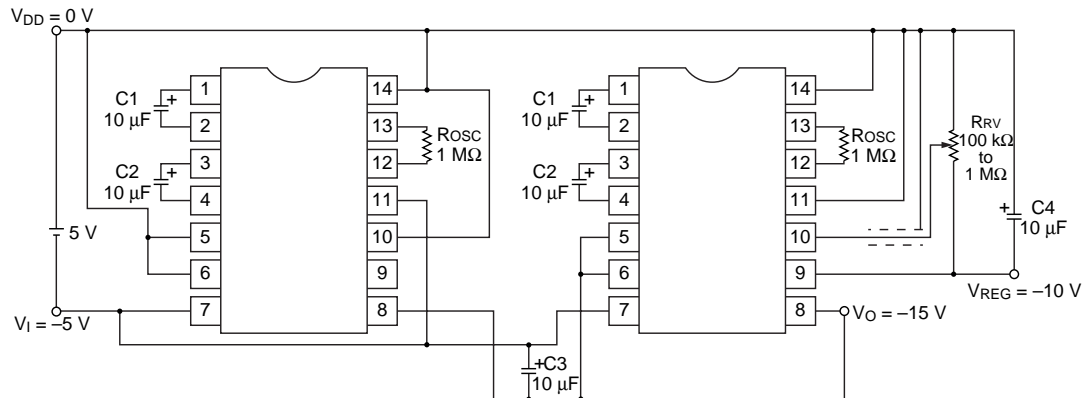 VDD = 0 V
5 V
VI = –5 V
C1
+
10 µF
C2
+
10 µF
1
2
3
4
5
6
7
14
13
12
11
10
9
8
ROSC
1 MΩ
+C3
10 µF
C1
+
10 µF
C2
+
10 µF
1
2
3
4
5
6
7
14
13
12
11
10
9
8
ROSC
1 MΩ
RRV
100 kΩ
to
1 MΩ
+
C4
10 µF
VREG = –10 V
VO = –15 V